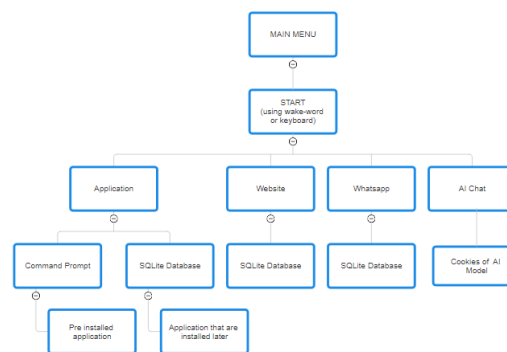 MAIN MENU
START
(using wake-word
or keyboard)
Application
Website
Whatsapp
AI Chat
Command Prompt
SQLite Database
SQLite Database
SQLite Database
Cookies of AI
Model
Pre installed
application
Application that are
installed later